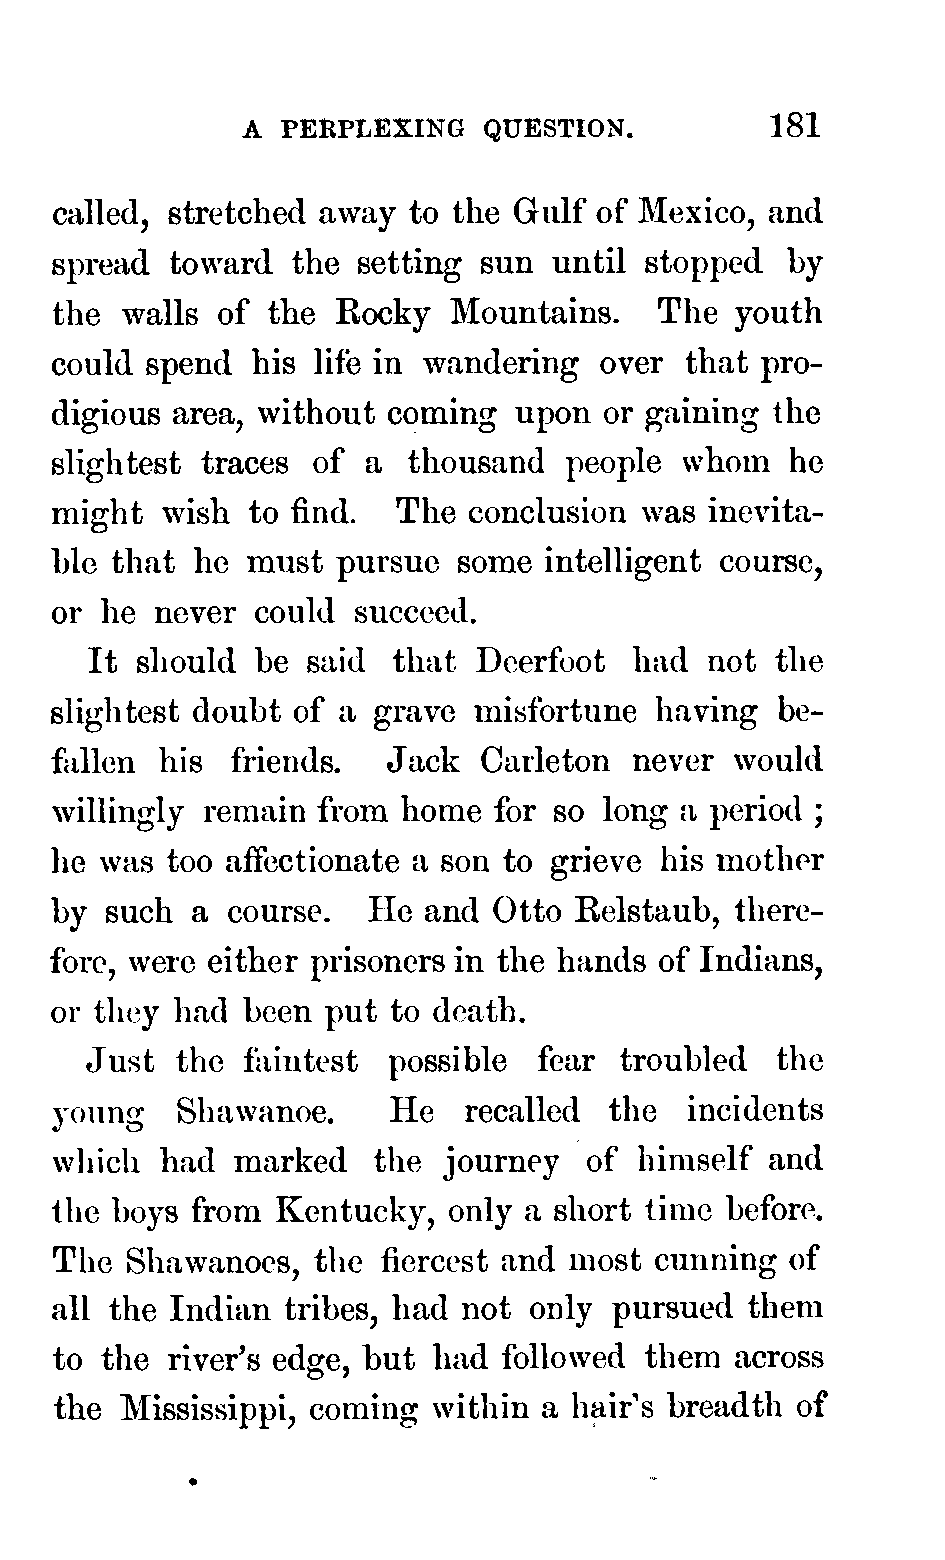 A PERPLEXING QUESTION. 181
called, stretched away to the Gulf of Mexico, and
spread toward the setting sun until stopped by
the walls of the Rocky Mountains. The youth
could spend his life in wandering over that pro-
digious area, without coming upon or gaining the
slightest traces of a thousand people whom he
might wish to find. The conclusion was inevita-
ble that he must pursue some intelligent course,
or he never could succeed.
It should be said that Deerfoot had not the
slightest doubt of a grave misfortune having be-
fallen his friends. Jack Carleton never would
willingly remain from home for so long a period ;
he was too affectionate a son to grieve his mother
by such a course. He and Otto Relstaub, there-
fore, were either prisoners in the hands of Indians,
or they had been put to death.
Just the faintest possible fear troubled the
young Shawanoe. He recalled the incidents
which had marked the journey of himself and
the boys from Kentucky, only a short time before.
The Shawanoes, the fiercest and most cunning of
all the Indian tribes, had not only pursued them
to the river's edge, but had followed them across
the Mississippi, coming within a hair's breadth of